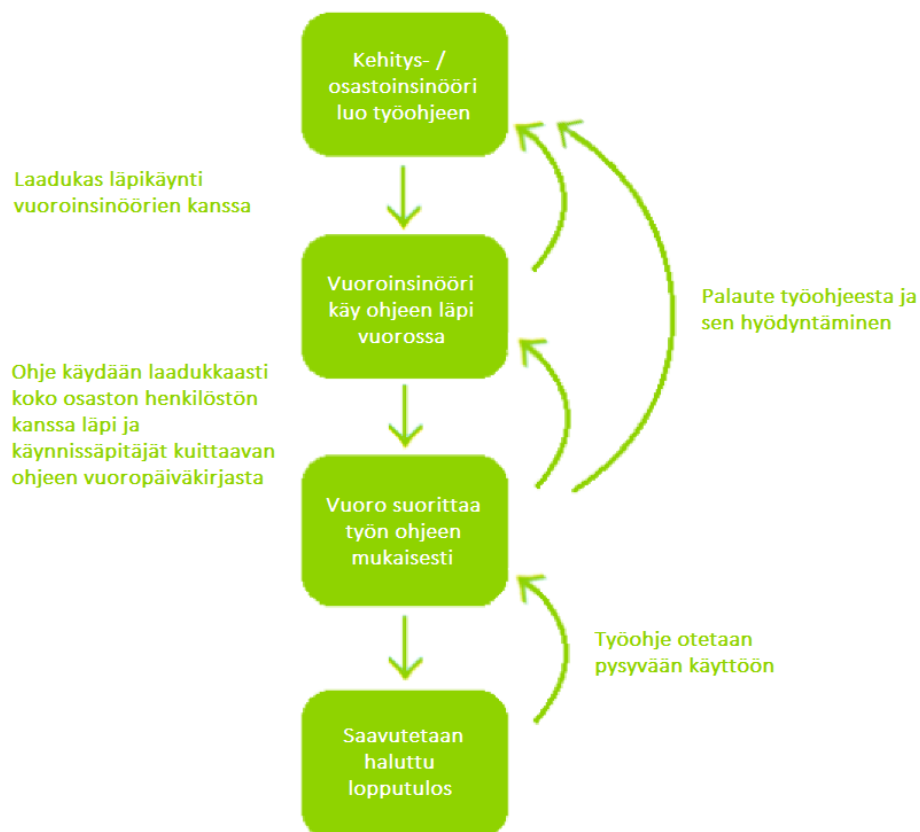 Kehitys- /
osastoinsinööri
luo työohjeen
Laadukas läpikäynti
vuoroinsinöörien kanssa
Vuoroinsinööri
käy ohjeen läpi
vuorossa
Palaute työohjeesta ja
sen hyödyntäminen
Ohje käydään laadukkaasti
koko osaston henkilöstön
kanssa läpi ja
käynnissäpitäjät kuittaavan
ohjeen vuoropäiväkirjasta
Vuoro suorittaa
työn ohjeen
mukaisesti
Työohje otetaan
pysyvään käyttöön
Saavutetaan
haluttu
lopputulos